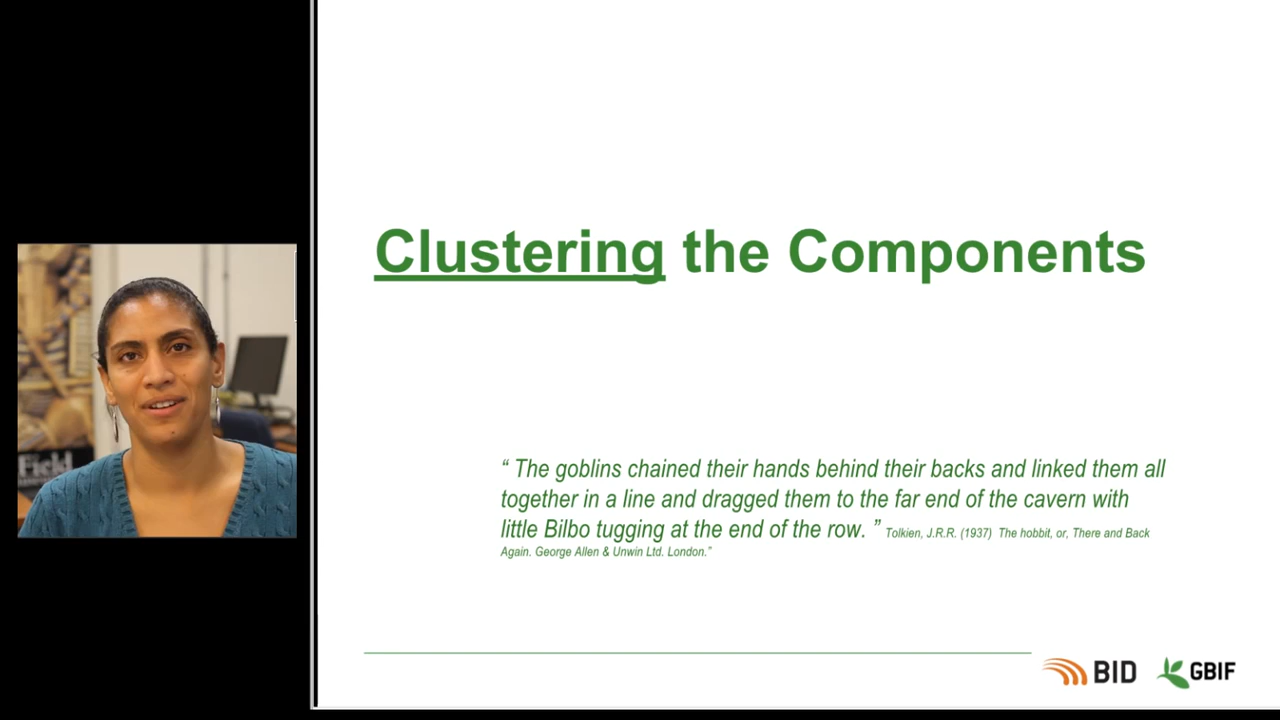 Clustering the Components
“ The goblins chained their hands behind their backs and linked them all
together in a line and dragged them to the far end of the cavern with
little Bilbo tugging at the end of the row. ” Tolkien, J.R.R. (1937) The hobbit, or, There and Back
Again. George Allen & Unwin Ltd. London.”
Field
BID GBIF